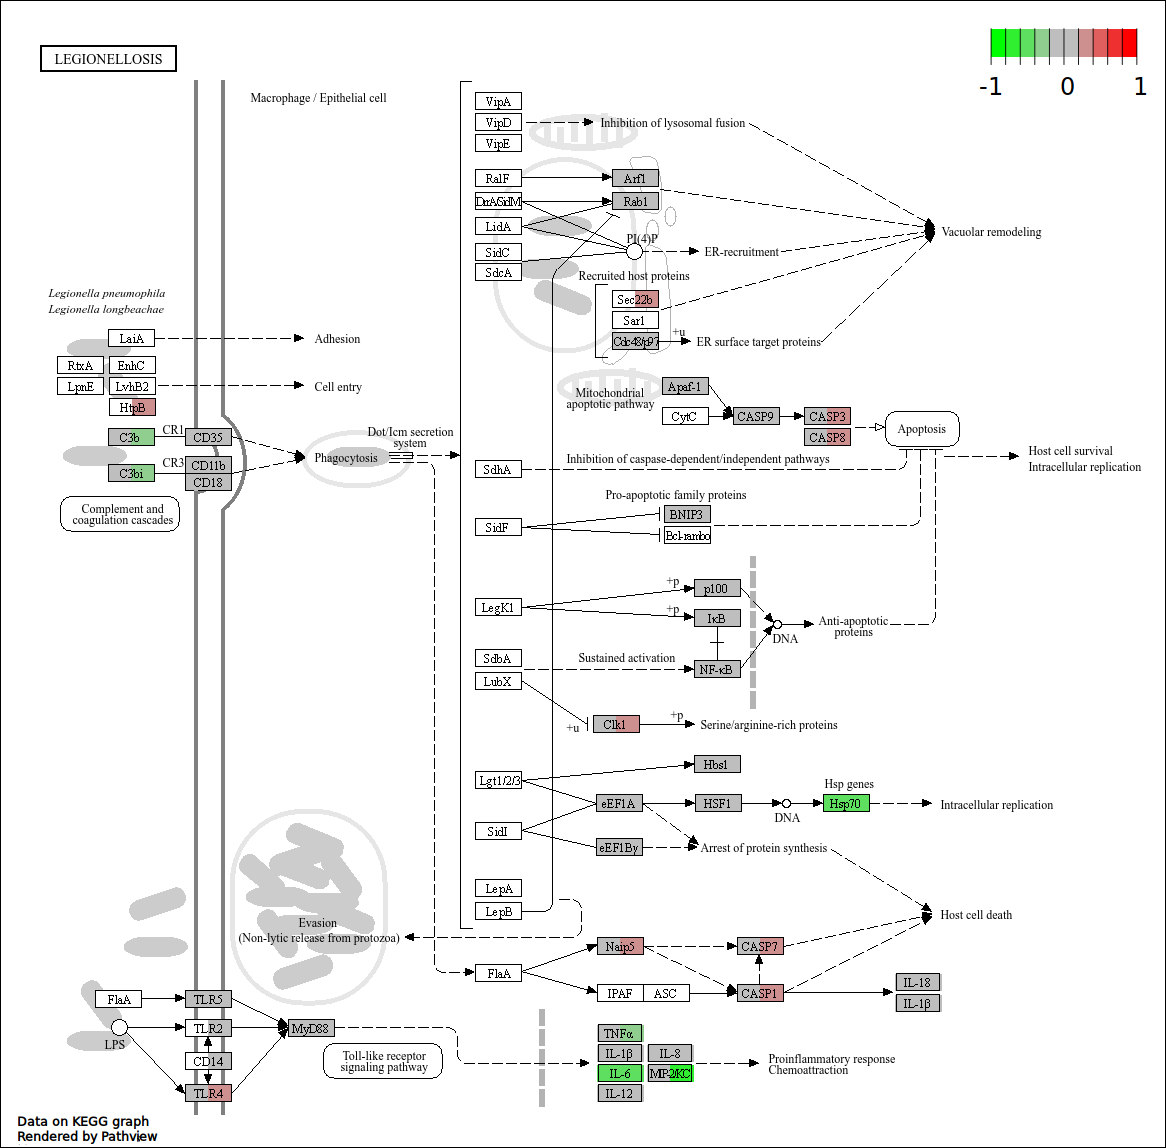 LEGIONELLOSIS
-1 0 1
Macrophage / Epithelial cell
VipA
VipD
VipE
Inhibition of lysosomal fusion
RalF
Arf1
DrrA/SidM
Rab1
LidA
PI(4)P
Vacuolar remodeling
SidC
ER-recruitment
SdcA
Recruited host proteins
Sec22b
Sar1
Cdc48/p97
+u
ER surface target proteins
Legionella pneumophila
Legionella longbeachae
LaiA
Adhesion
RtxA
EnhC
LpnE
LvhB2
Cell entry
HtpB
C3b
CR1
CD35
C3bi
CR3
CD11b
CD18
Phagocytosis
Dot/Icm secretion
system
Complement and
coagulation cascades
Mitochondrial
apoptotic pathway
Apaf-1
CytC
CASP9
CASP3
CASP8
Apoptosis
Host cell survival
Intracellular replication
SdhA
Inhibition of caspase-dependent/independent pathways
Pro-apoptotic family proteins
SidF
BNIP3
Bcl-rambo
LegK1
+p
p100
+p
IκB
DNA
Anti-apoptotic
proteins
SdbA
Sustained activation
NF-κB
LubX
+u
Clk1
+p
Serine/arginine-rich proteins
Lgt1/2/3
Hbs1
Hsp genes
eEF1A
HSF1
DNA
Hsp70
Intracellular replication
SidI
eEF1By
Arrest of protein synthesis
LepA
LepB
Host cell death
Evasion
(Non-lytic release from protozoa)
Naip5
CASP7
FlaA
IPAF
ASC
CASP1
IL-18
IL-1β
FlaA
TLR5
LPS
TLR2
MyD88
CD14
TLR4
Toll-like receptor
signaling pathway
TNFα
IL-1β
IL-8
IL-6
MIP-2/KC
IL-12
Proinflammatory response
Chemoattraction
Data on KEGG graph
Rendered by Pathview